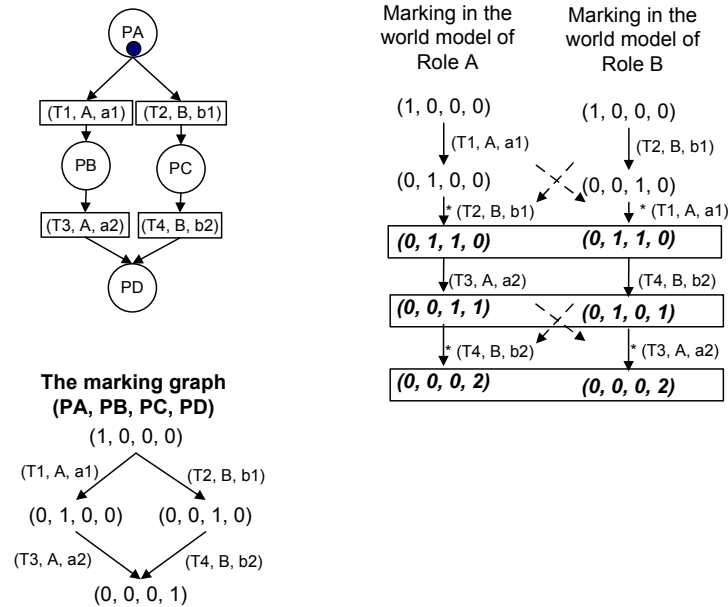 PA
(T1, A, a1)
(T2, B, b1)
PB
PC
(T3, A, a2)
(T4, B, b2)
PD
The marking graph
(PA, PB, PC, PD)
(1, 0, 0, 0)
(T1, A, a1)
(T2, B, b1)
(0, 1, 0, 0)
(0, 0, 1, 0)
(T3, A, a2)
(T4, B, b2)
(0, 0, 0, 1)
Marking in the
world model of
Role A
Marking in the
world model of
Role B
(1, 0, 0, 0)
(1, 0, 0, 0)
(T1, A, a1)
(T2, B, b1)
(0, 1, 0, 0)
(0, 0, 1, 0)
* (T2, B, b1)
* (T1, A, a1)
(0, 1, 1, 0)
(0, 1, 1, 0)
(T3, A, a2)
(T4, B, b2)
(0, 0, 1, 1)
(0, 1, 0, 1)
* (T4, B, b2)
* (T3, A, a2)
(0, 0, 0, 2)
(0, 0, 0, 2)